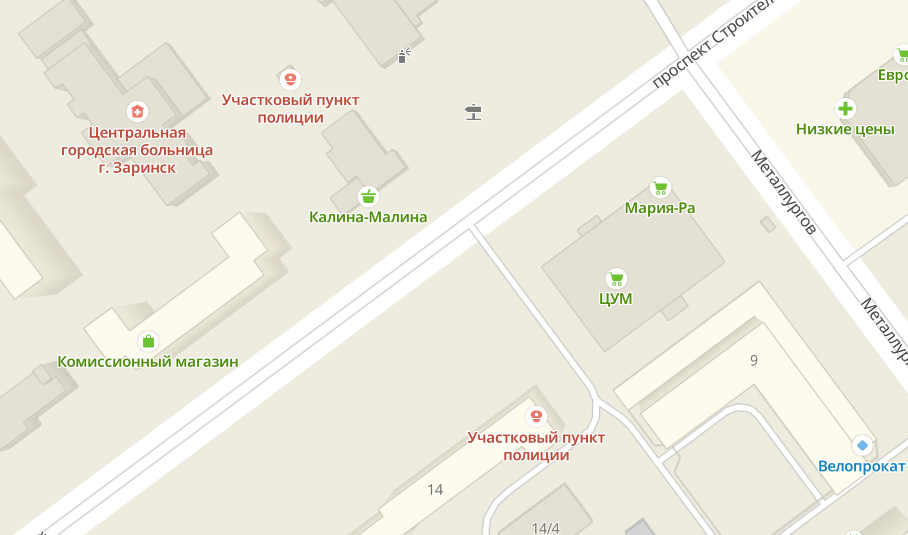 проспект Строител
Евро
Низкие цены
Участковый пункт
полиции
Центральная
городская больница
г. Заринск
Металлургов
Мария-Ра
Калина-Малина
ЦУМ
Металлург
Комиссионный магазин
9
Участковый пункт
полиции
Велопрокат
14
14/4